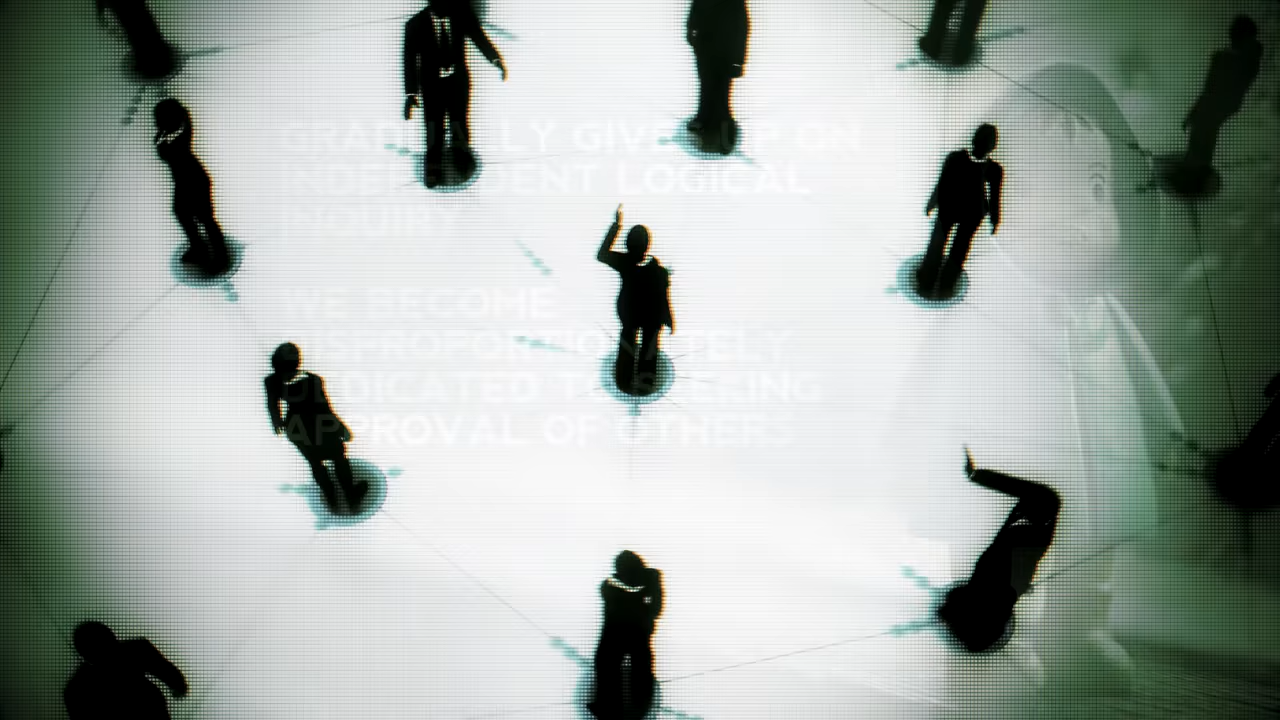 GRADUALLY GIVE UP ON
INDEPENDENT LOGICAL
INQUIRY
WE BECOME
DISPROPORTIONATELY
DEDICATED TO SEEKING
APPROVAL OF OTHERS